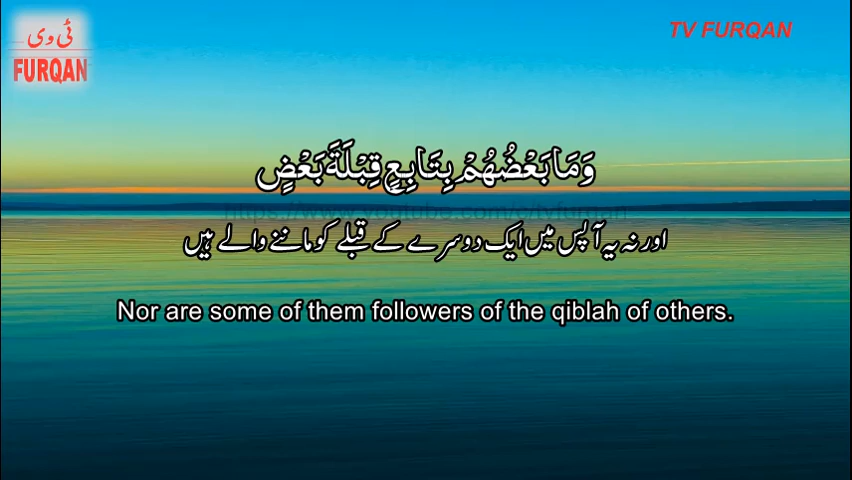 ٹی وی
FURQAN
TV FURQAN
وَمَا بَعْضُهُمْ بِتَابِعٍ قِبْلَةَ بَعْضٍ
اور نہ یہ آپس میں ایک دوسرے کے قبلے کو ماننے والے ہیں
Nor are some of them followers of the qiblah of others.